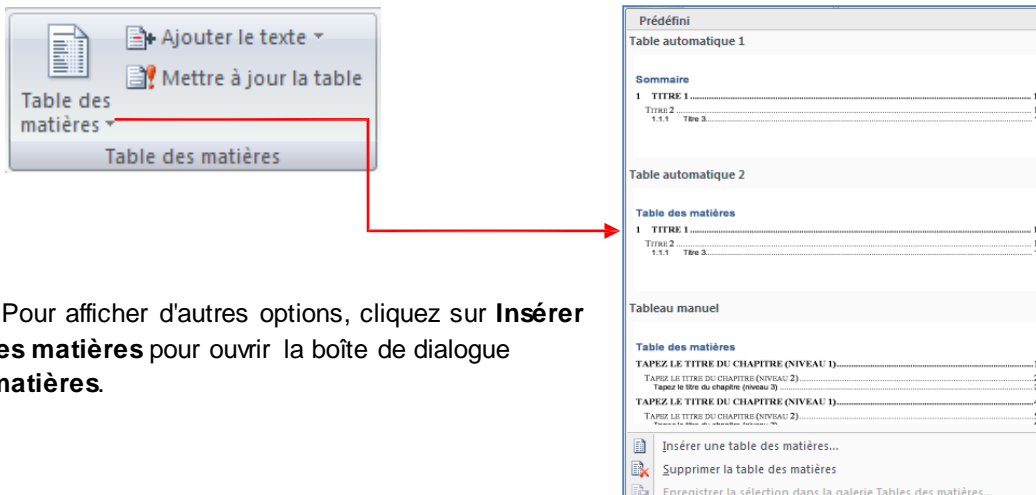 Ajouter le texte
Mettre à jour la table
Table des
matières
Table des matières
Pour afficher d'autres options, cliquez sur Insérer
es matières pour ouvrir la boîte de dialogue
matières.
Prédéfini
Table automatique 1
Sommaire
1 TITRE 1
TITRE 2
1.1.1 Titre 3
Table automatique 2
Table des matières
1 TITRE 1
TITRE 2
1.1.1 Titre 3
Tableau manuel
Table des matières
TAPEZ LE TITRE DU CHAPITRE (NIVEAU 1)
TAPEZ LE TITRE DU CHAPITRE (NIVEAU 2)
Tapez le titre du chapitre (niveau 3)
TAPEZ LE TITRE DU CHAPITRE (NIVEAU 1)
TAPEZ LE TITRE DU CHAPITRE (NIVEAU 2)
Insérer une table des matières...
Supprimer la table des matières
Enregistrer la sélection dans la galerie Tables des matières...